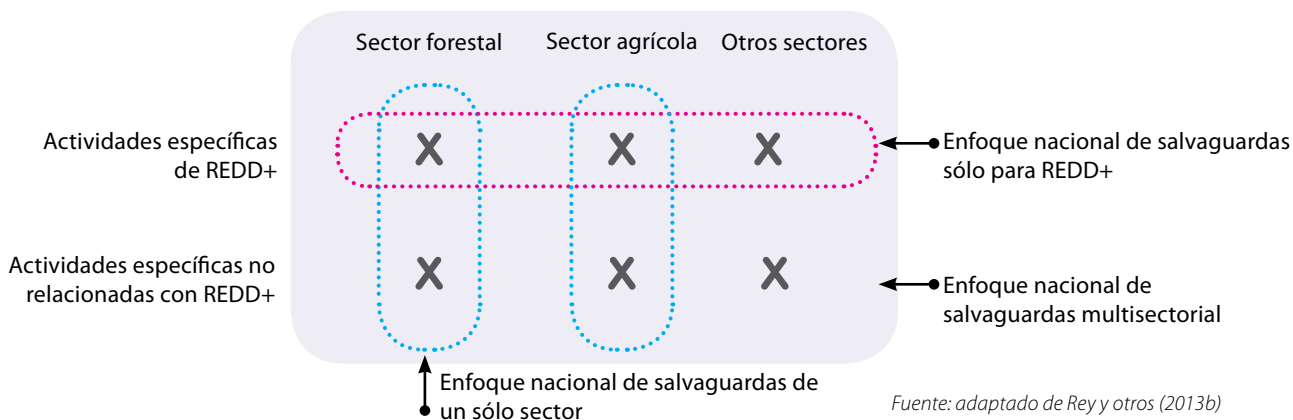 Sector forestal
Sector agrícola
Otros sectores
Actividades específicas
de REDD+
X
X
X
Enfoque nacional de salvaguardas
sólo para REDD+
Actividades específicas no
relacionadas con REDD+
X
X
X
Enfoque nacional de
salvaguardas multisectorial
Enfoque nacional de salvaguardas de
un sólo sector
Fuente: adaptado de Rey y otros (2013b)